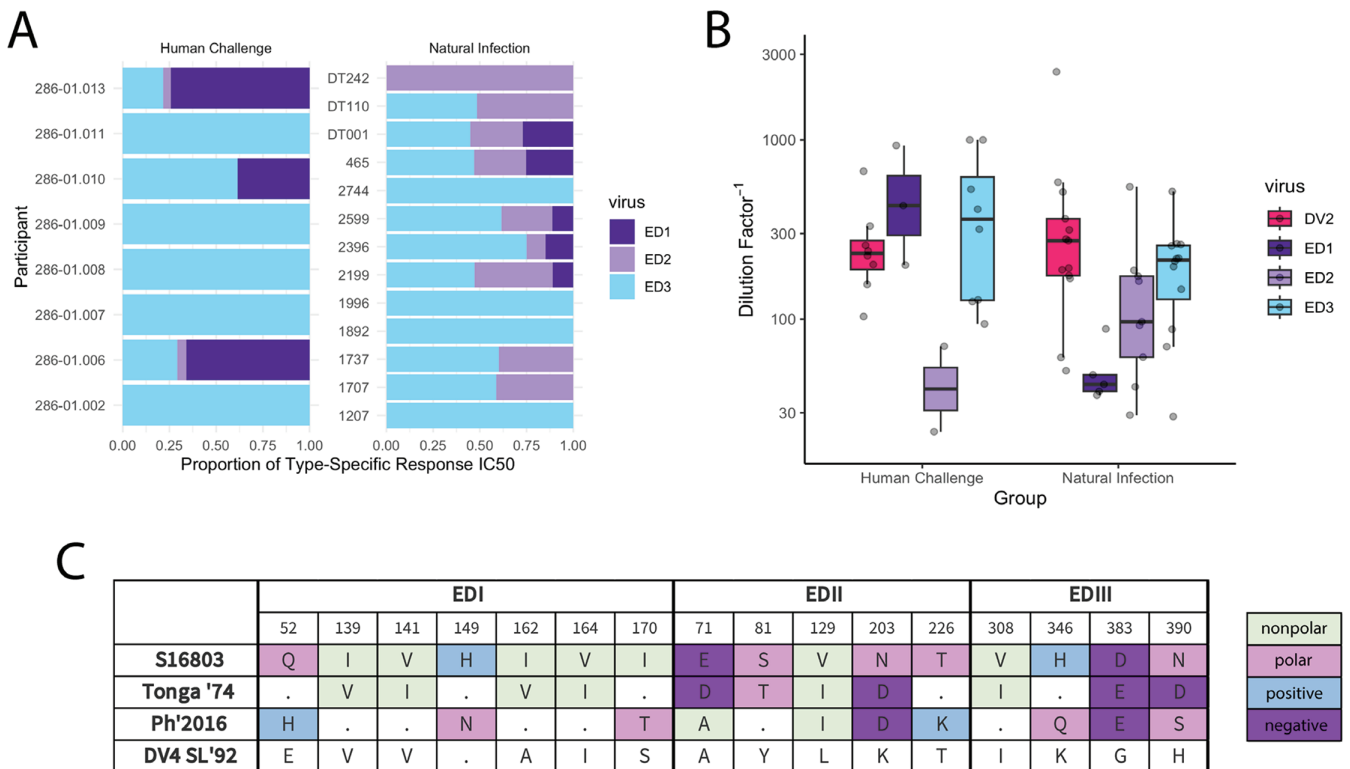 A
Human Challenge
Natural Infection
Participant
286-01.013
286-01.011
286-01.010
286-01.009
286-01.008
286-01.007
286-01.006
286-01.002
0.00 0.25 0.50 0.75 1.00
DT242
DT110
DT001
465
2744
2599
2396
2199
1996
1892
1737
1707
1207
0.00 0.25 0.50 0.75 1.00
Proportion of Type-Specific Response IC50
virus
ED1
ED2
ED3
B
Dilution Factor⁻¹
3000
1000
300
100
30
Human Challenge Natural Infection
Group
virus
DV2
ED1
ED2
ED3
C
EDI EDII EDIII
52 139 141 149 162 164 170 71 81 129 203 226 308 346 383 390
S16803 Q I V H I V I E S V N T V H D N
Tonga '74 . V I . V I . D T I D . I . E D
Ph'2016 H . . N . . T A . I D K . Q E S
DV4 SL'92 E V V . A I S A Y L K T I K G H
nonpolar
polar
positive
negative